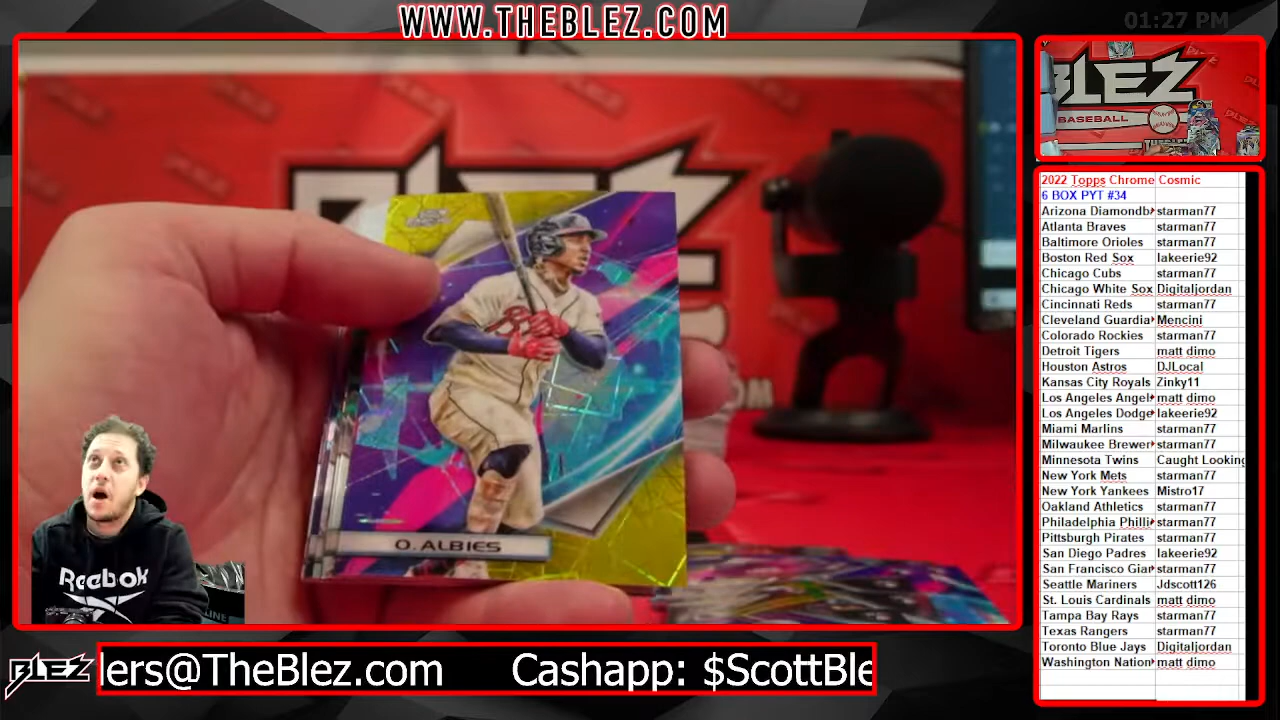 WWW.THEBLEZ.COM
01:27 PM
BLEZ
BASEBALL
2022 Topps Chrome Cosmic
6 BOX PYT #34
Arizona Diamondb starman77
Atlanta Braves starman77
Baltimore Orioles starman77
Boston Red Sox lakeerie92
Chicago Cubs starman77
Chicago White Sox Digitaljordan
Cincinnati Reds starman77
Cleveland Guardia Mencini
Colorado Rockies starman77
Detroit Tigers matt dimo
Houston Astros DJLocal
Kansas City Royals Zinky11
Los Angeles Angel matt dimo
Los Angeles Dodge lakeerie92
Miami Marlins starman77
Milwaukee Brewer starman77
Minnesota Twins Caught Looking
New York Mets starman77
New York Yankees Mistro17
Oakland Athletics starman77
Philadelphia Philli starman77
Pittsburgh Pirates starman77
San Diego Padres lakeerie92
San Francisco Gian starman77
Seattle Mariners Jdscott126
St. Louis Cardinals matt dimo
Tampa Bay Rays starman77
Texas Rangers starman77
Toronto Blue Jays Digitaljordan
Washington Nation matt dimo
O. ALBIES
Reebok
BLEZ
lers@TheBlez.com Cashapp: $ScottBle